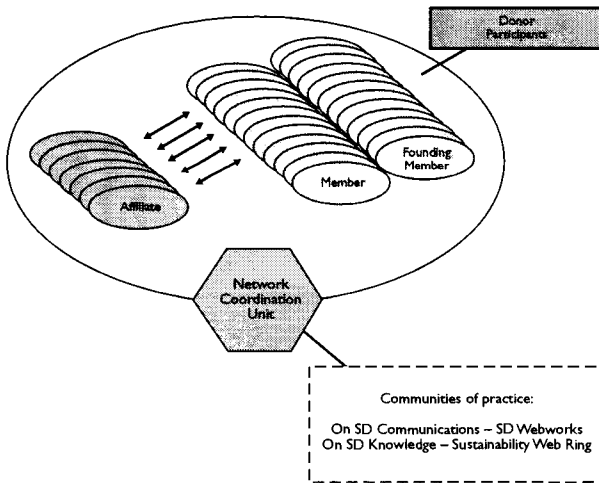 Donor
Participants
Founding
Member
Member
Affiliate
Network
Coordination
Unit
Communities of practice:
On SD Communications – SD Webworks
On SD Knowledge – Sustainability Web Ring